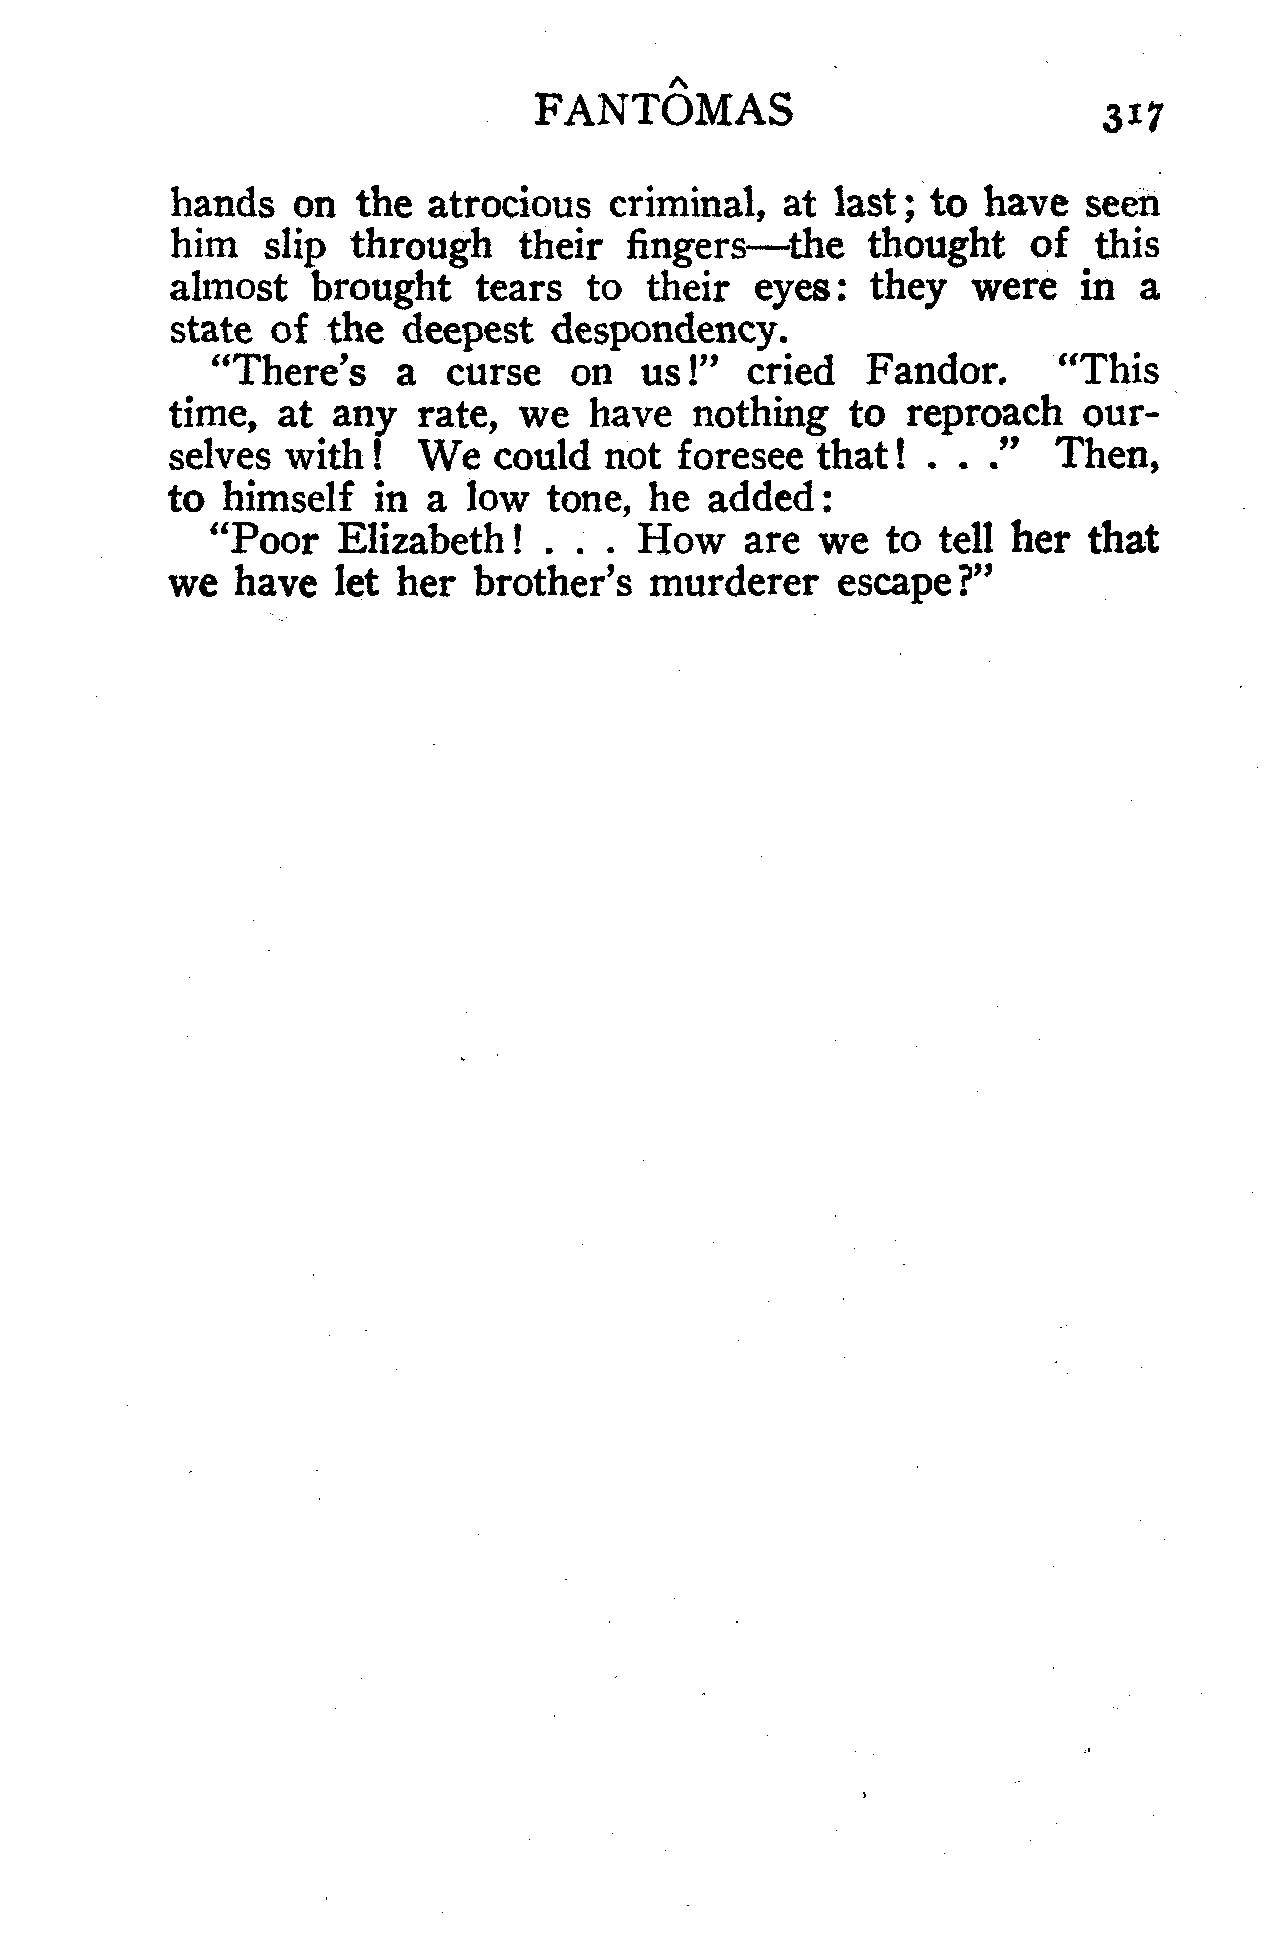 FANTÔMAS 317
hands on the atrocious criminal, at last; to have seen
him slip through their fingers—the thought of this
almost brought tears to their eyes: they were in a
state of the deepest despondency.
“There’s a curse on us!” cried Fandor. “This
time, at any rate, we have nothing to reproach our-
selves with! We could not foresee that! . . .” Then,
to himself in a low tone, he added:
“Poor Elizabeth! . . . How are we to tell her that
we have let her brother’s murderer escape?”